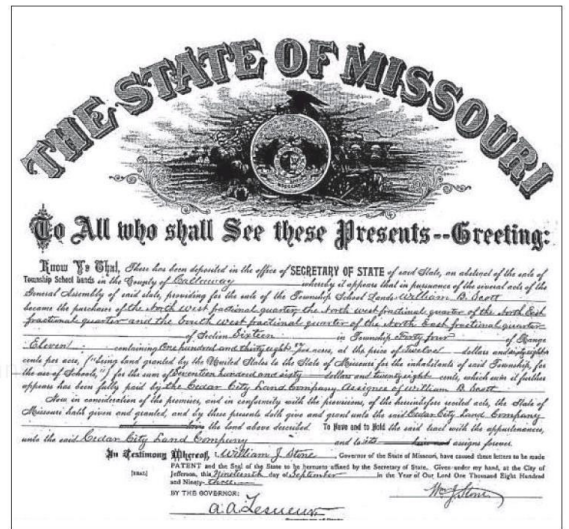 THE STATE OF MISSOURI
To All who shall See these Presents--Greeting:
Know Ye That, There has been deposited in the office of SECRETARY OF STATE of said State, an abstract of the sale of
Township School Lands in the County of Callaway whereby it appears that in pursuance of the several acts of the
General Assembly of said state, providing for the sale of the Township School Lands William B. Scott
became the purchaser of the North West fractional quarter, the North west fractional quarter of the North East
fractional quarter and the South west fractional quarter of the North East fractional quarter
of Section Sixteen in Township Forty four of Range
Eleven containing One hundred and thirty eight acres, at the price of Twelve dollars and sixty eight
cents per acre, (being land granted by the United States to the State of Missouri for the inhabitants of said Township, for
the use of Schools,) for the sum of Seventeen hundred and sixty dollars and twenty eight cents, which sum it further
appears has been fully paid by the Cedar City Land Company Assignee of William B. Scott
Now in consideration of the premises, and in conformity with the provisions, of the hereinbefore recited acts, the State of
Missouri hath given and granted, and by these presents doth give and grant unto the said Cedar City Land Company
the land above described To Have and to Hold the said tract with the appurtenances,
unto the said Cedar City Land Company and to its assigns forever.
In Testimony Whereof, I William J Stone Governor of the State of Missouri, have caused these letters to be made
PATENT and the Seal of the State to be hereunto affixed by the Secretary of State. Given under my hand, at the City of
[SEAL] Jefferson, this Nineteenth day of September in the Year of Our Lord One Thousand Eight Hundred
and Ninety-three
BY THE GOVERNOR: Wm J Stone
A. A. Lesueur